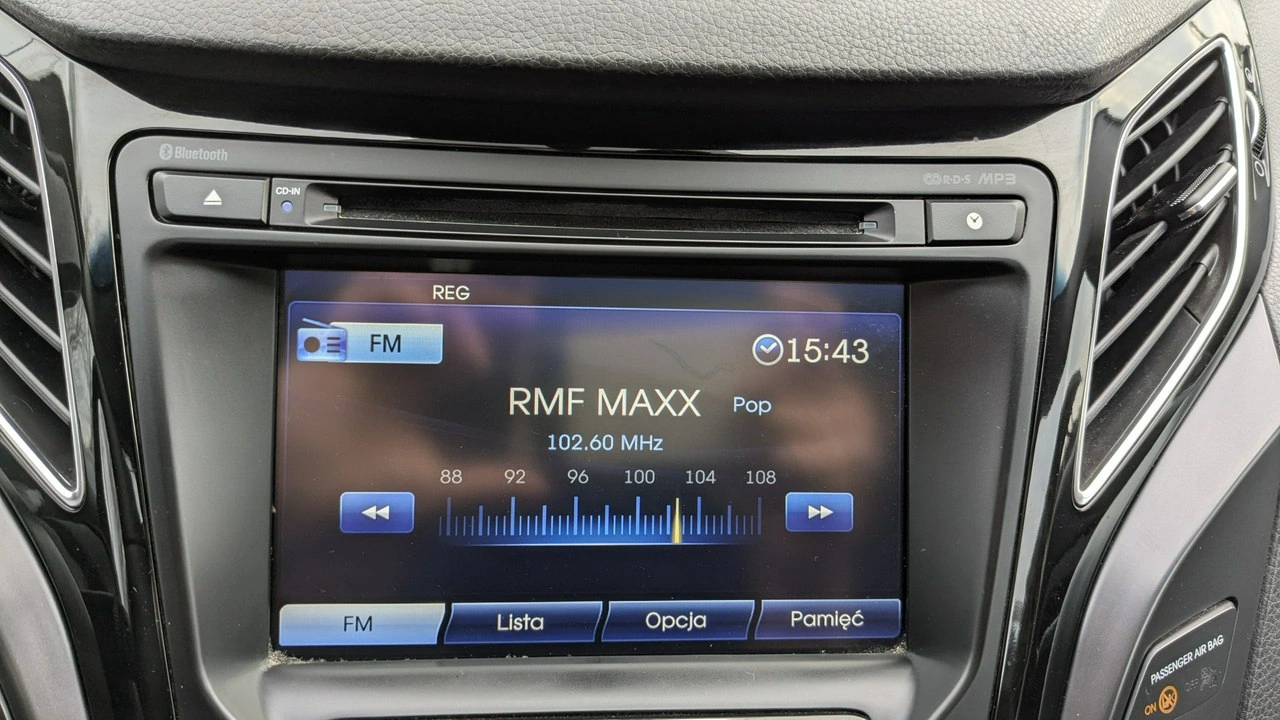 Bluetooth
R·D·S MP3
CD-IN
REG
FM
15:43
RMF MAXX Pop
102.60 MHz
88 92 96 100 104 108
FM Lista Opcja Pamięć
PASSENGER AIR BAG
ON OFF